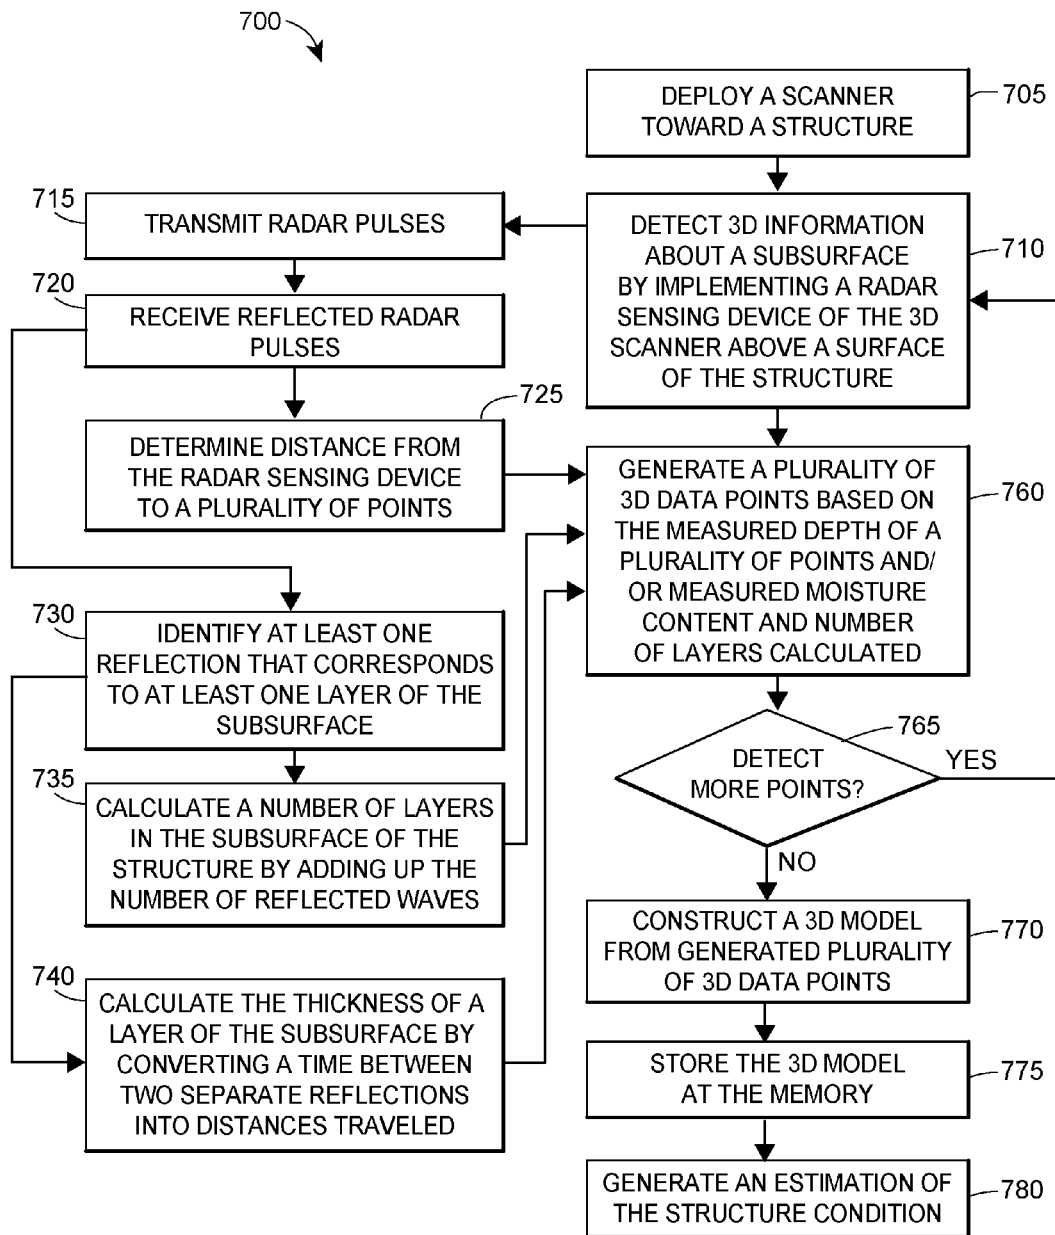 700
DEPLOY A SCANNER
TOWARD A STRUCTURE
705
DETECT 3D INFORMATION
ABOUT A SUBSURFACE
BY IMPLEMENTING A RADAR
SENSING DEVICE OF THE 3D
SCANNER ABOVE A SURFACE
OF THE STRUCTURE
710
715
TRANSMIT RADAR PULSES
720
RECEIVE REFLECTED RADAR
PULSES
725
DETERMINE DISTANCE FROM
THE RADAR SENSING DEVICE
TO A PLURALITY OF POINTS
730
IDENTIFY AT LEAST ONE
REFLECTION THAT CORRESPONDS
TO AT LEAST ONE LAYER OF THE
SUBSURFACE
735
CALCULATE A NUMBER OF LAYERS
IN THE SUBSURFACE OF THE
STRUCTURE BY ADDING UP THE
NUMBER OF REFLECTED WAVES
740
CALCULATE THE THICKNESS OF A
LAYER OF THE SUBSURFACE BY
CONVERTING A TIME BETWEEN
TWO SEPARATE REFLECTIONS
INTO DISTANCES TRAVELED
GENERATE A PLURALITY OF
3D DATA POINTS BASED ON
THE MEASURED DEPTH OF A
PLURALITY OF POINTS AND/
OR MEASURED MOISTURE
CONTENT AND NUMBER
OF LAYERS CALCULATED
760
765
DETECT
MORE POINTS?
YES
NO
CONSTRUCT A 3D MODEL
FROM GENERATED PLURALITY
OF 3D DATA POINTS
770
STORE THE 3D MODEL
AT THE MEMORY
775
GENERATE AN ESTIMATION OF
THE STRUCTURE CONDITION
780